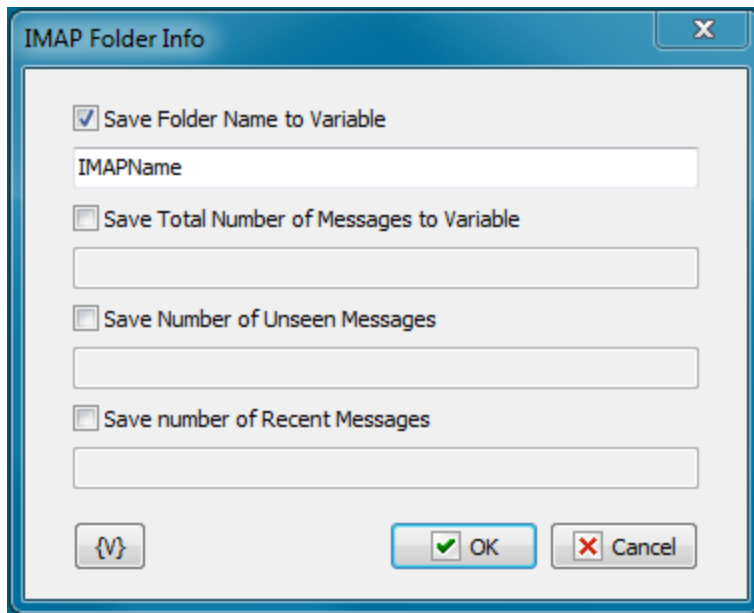 IMAP Folder Info
Save Folder Name to Variable
IMAPName
Save Total Number of Messages to Variable
Save Number of Unseen Messages
Save number of Recent Messages
{V} OK Cancel